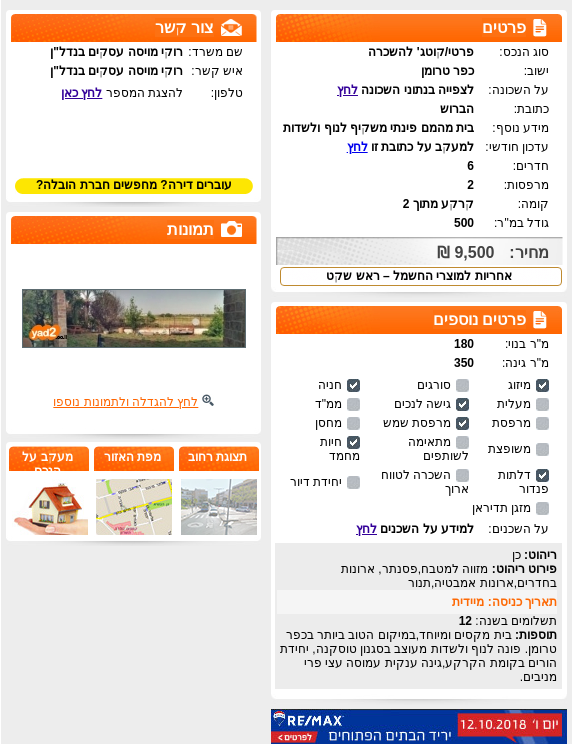 פרטים
סוג הנכס: פרטי/קוטג' להשכרה
ישוב: כפר טרומן
על השכונה: לצפייה בנתוני השכונה לחץ
כתובת: הברוש
מידע נוסף: בית מהמם פינתי משקיף לנוף ולשדות
עדכון חודשי: למעקב על כתובת זו לחץ
חדרים: 6
מרפסות: 2
קומה: קרקע מתוך 2
גודל במ"ר: 500
מחיר: 9,500 ₪
אחריות למוצרי החשמל – ראש שקט
פרטים נוספים
מ"ר בנוי: 180
מ"ר גינה: 350
מיזוג סורגים חניה
מעלית גישה לנכים ממ"ד
מרפסת מרפסת שמש מחסן
משופצת מתאימה לשותפים חיות מחמד
דלתות פנדור השכרה לטווח ארוך יחידת דיור
מזגן תדיראן
על השכנים: למידע על השכנים לחץ
ריהוט: כן
פירוט ריהוט: מזווה למטבח,פסנתר, ארונות
בחדרים,ארונות אמבטיה,תנור
תאריך כניסה: מיידית
תשלומים בשנה: 12
תוספות: בית מקסים ומיוחד,במיקום הטוב ביותר בכפר
טרומן. פונה לנוף ולשדות מעוצב בסגנון טוסקנה, יחידת
הורים בקומת הקרקע,גינה ענקית עמוסה עצי פרי
מניבים.
יום ו' 12.10.2018
יריד הבתים הפתוחים
RE/MAX
לפרטים >
צור קשר
שם משרד: רוקי מויסה עסקים בנדל"ן
איש קשר: רוקי מויסה עסקים בנדל"ן
טלפון: להצגת המספר לחץ כאן
עוברים דירה? מחפשים חברת הובלה?
תמונות
yad2.co.il
לחץ להגדלה ולתמונות נוספו
תצוגת רחוב
מפת האזור
מעקב על
הנכס